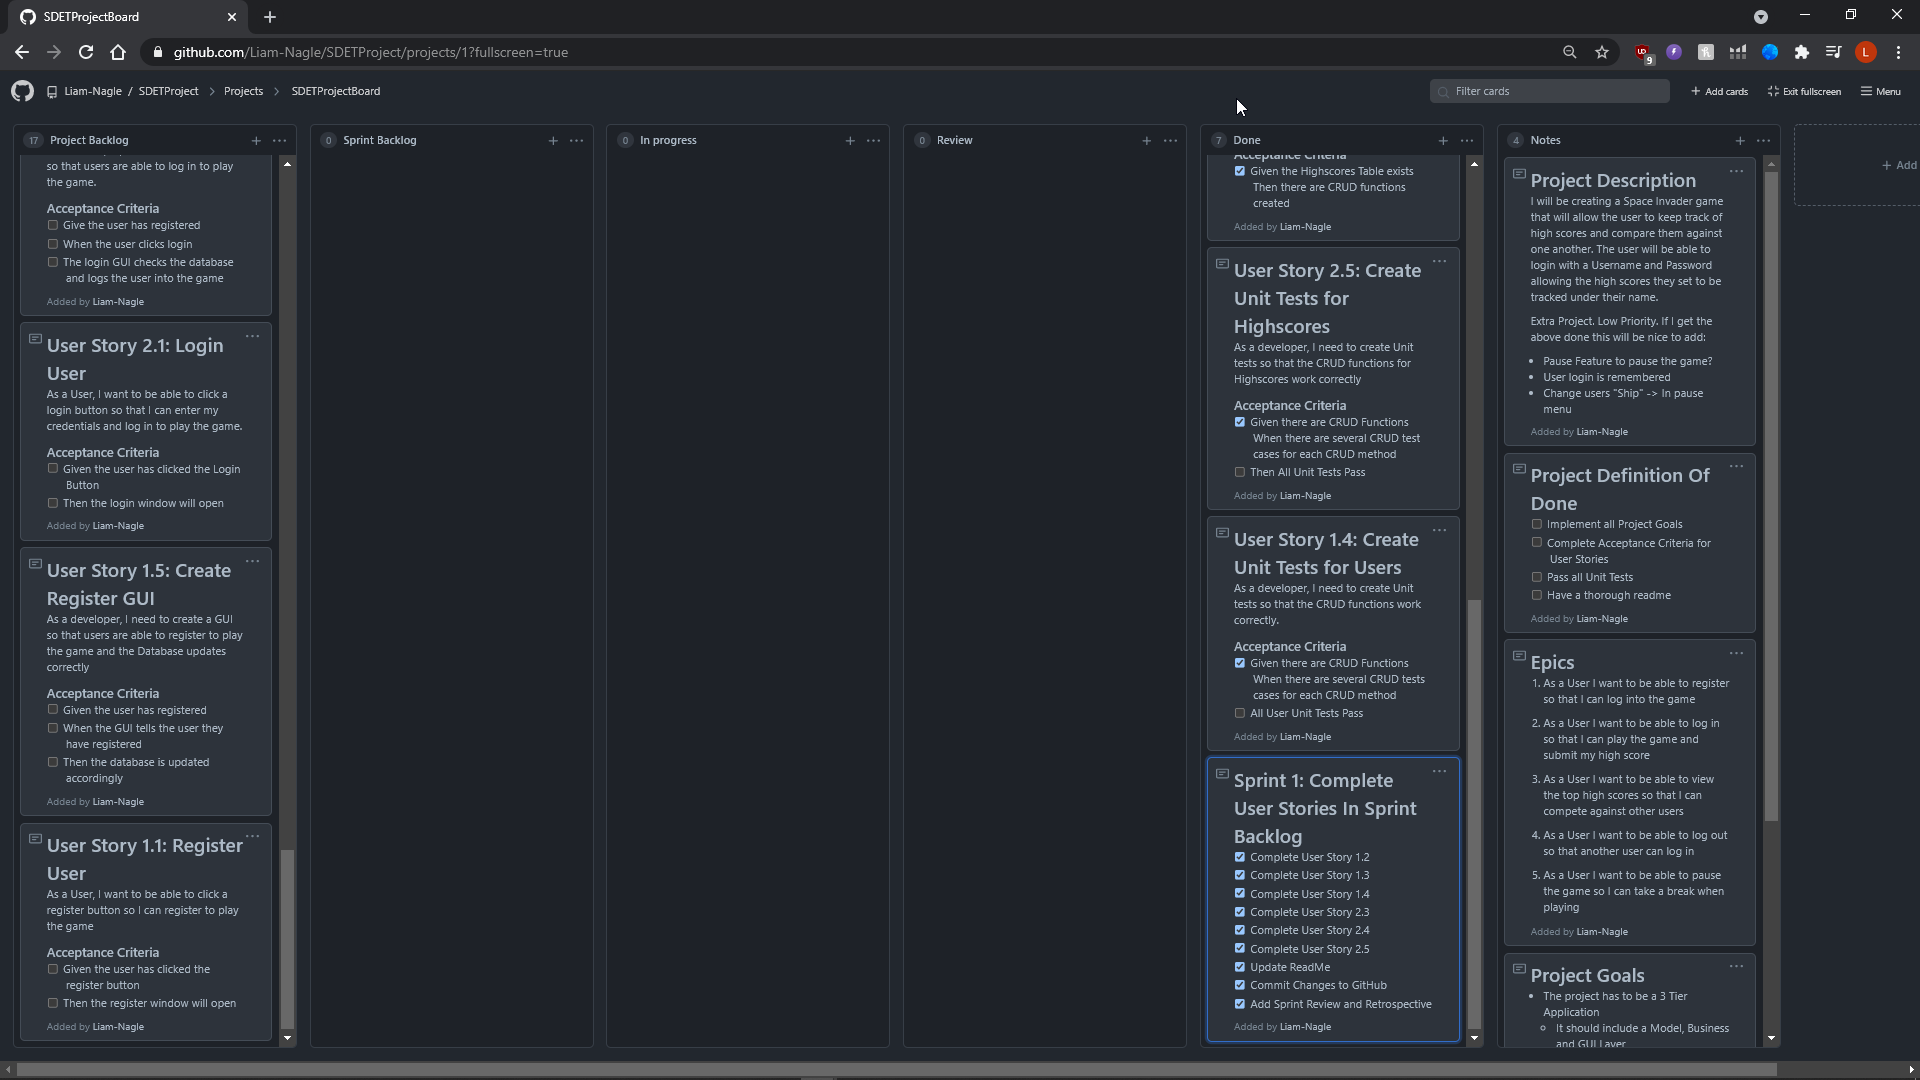 SDETProjectBoard
github.com/Liam-Nagle/SDETProject/projects/1?fullscreen=true
9
L
Liam-Nagle / SDETProject > Projects > SDETProjectBoard
Filter cards
+ Add cards
Exit fullscreen
Menu
17 Project Backlog
so that users are able to log in to play
the game.
Acceptance Criteria
Give the user has registered
When the user clicks login
The login GUI checks the database
and logs the user into the game
Added by Liam-Nagle
User Story 2.1: Login
User
As a User, I want to be able to click a
login button so that I can enter my
credentials and log in to play the game.
Acceptance Criteria
Given the user has clicked the Login
Button
Then the login window will open
Added by Liam-Nagle
User Story 1.5: Create
Register GUI
As a developer, I need to create a GUI
so that users are able to register to play
the game and the Database updates
correctly
Acceptance Criteria
Given the user has registered
When the GUI tells the user they
have registered
Then the database is updated
accordingly
Added by Liam-Nagle
User Story 1.1: Register
User
As a User, I want to be able to click a
register button so I can register to play
the game
Acceptance Criteria
Given the user has clicked the
register button
Then the register window will open
Added by Liam-Nagle
0 Sprint Backlog
0 In progress
0 Review
7 Done
Acceptance Criteria
Given the Highscores Table exists
Then there are CRUD functions
created
Added by Liam-Nagle
User Story 2.5: Create
Unit Tests for
Highscores
As a developer, I need to create Unit
tests so that the CRUD functions for
Highscores work correctly
Acceptance Criteria
Given there are CRUD Functions
When there are several CRUD test
cases for each CRUD method
Then All Unit Tests Pass
Added by Liam-Nagle
User Story 1.4: Create
Unit Tests for Users
As a developer, I need to create Unit
tests so that the CRUD functions work
correctly.
Acceptance Criteria
Given there are CRUD Functions
When there are several CRUD tests
cases for each CRUD method
All User Unit Tests Pass
Added by Liam-Nagle
Sprint 1: Complete
User Stories In Sprint
Backlog
Complete User Story 1.2
Complete User Story 1.3
Complete User Story 1.4
Complete User Story 2.3
Complete User Story 2.4
Complete User Story 2.5
Update ReadMe
Commit Changes to GitHub
Add Sprint Review and Retrospective
Added by Liam-Nagle
4 Notes
Project Description
I will be creating a Space Invader game
that will allow the user to keep track of
high scores and compare them against
one another. The user will be able to
login with a Username and Password
allowing the high scores they set to be
tracked under their name.
Extra Project. Low Priority. If I get the
above done this will be nice to add:
• Pause Feature to pause the game?
• User login is remembered
• Change users "Ship" -> In pause
menu
Added by Liam-Nagle
Project Definition Of
Done
Implement all Project Goals
Complete Acceptance Criteria for
User Stories
Pass all Unit Tests
Have a thorough readme
Added by Liam-Nagle
Epics
1. As a User I want to be able to register
so that I can log into the game
2. As a User I want to be able to log in
so that I can play the game and
submit my high score
3. As a User I want to be able to view
the top high scores so that I can
compete against other users
4. As a User I want to be able to log out
so that another user can log in
5. As a User I want to be able to pause
the game so I can take a break when
playing
Added by Liam-Nagle
Project Goals
• The project has to be a 3 Tier
Application
It should include a Model, Business
and GUI Layer
+ Add